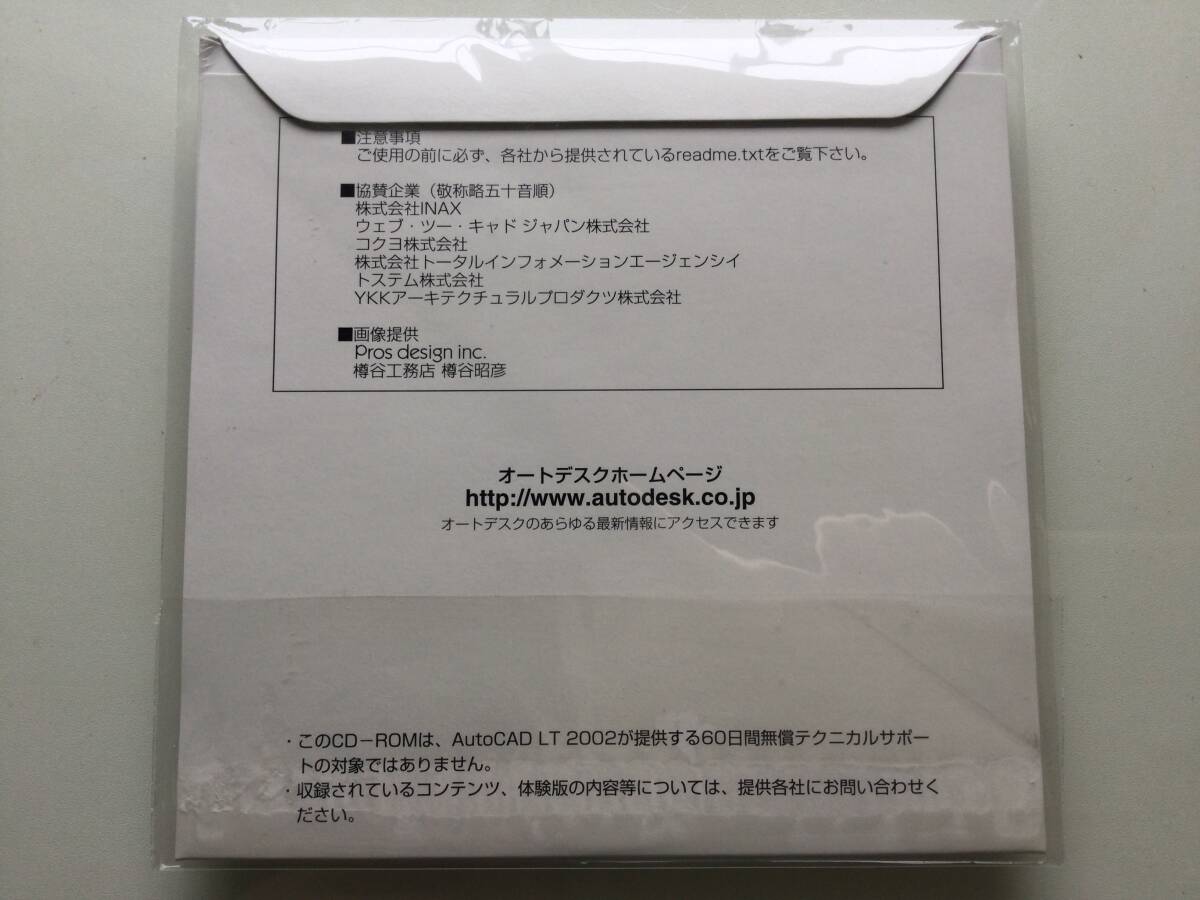 ■注意事項
ご使用の前に必ず、各社から提供されているreadme.txtをご覧下さい。
■協賛企業（敬称略五十音順）
株式会社INAX
ウェブ・ツー・キャド ジャパン株式会社
コクヨ株式会社
株式会社トータルインフォメーションエージェンシイ
トステム株式会社
YKKアーキテクチュラルプロダクツ株式会社
■画像提供
Pros design inc.
樽谷工務店 樽谷昭彦
オートデスクホームページ
http://www.autodesk.co.jp
オートデスクのあらゆる最新情報にアクセスできます
・このCD－ROMは、AutoCAD LT 2002が提供する60日間無償テクニカルサポー
トの対象ではありません。
・収録されているコンテンツ、体験版の内容等については、提供各社にお問い合わせく
ださい。